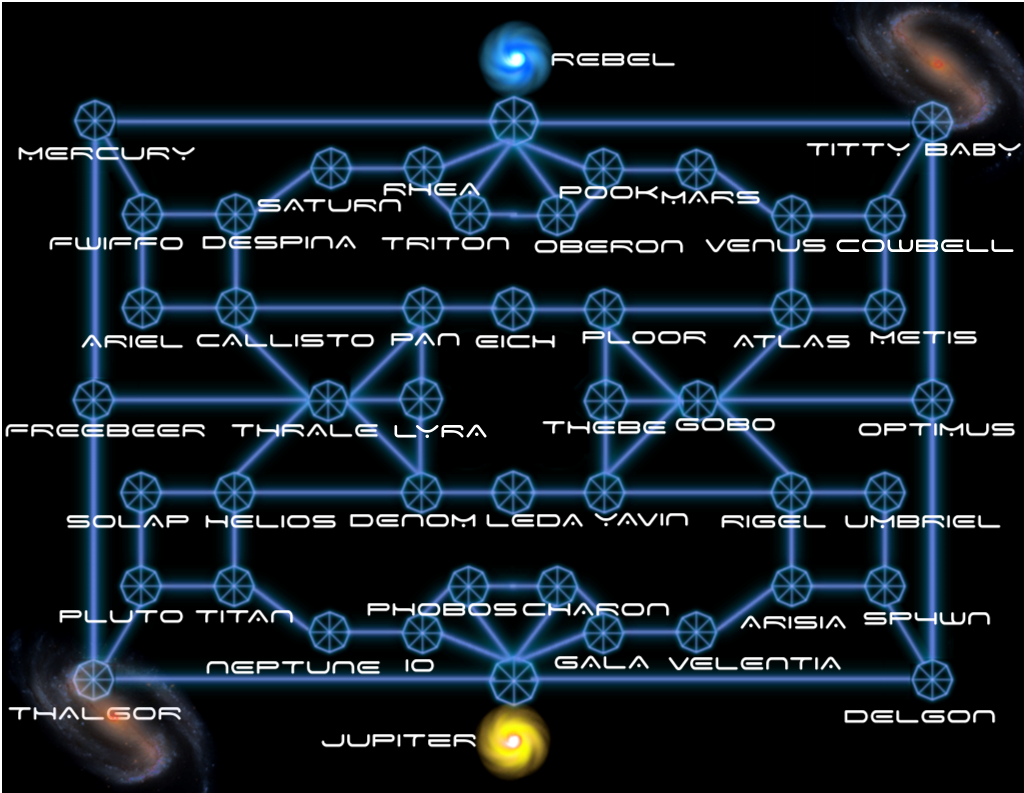 REBEL
MERCURY
TITTY BABY
RHEA
POOK
MARS
SATURN
FWIFFO
DESPINA
TRITON
OBERON
VENUS
COWBELL
ARIEL
CALLISTO
PAN
EICH
PLOOR
ATLAS
METIS
FREEBEER
THRALE
LYRA
THEBE
GOBO
OPTIMUS
SOLAP
HELIOS
DENOM
LEDA
YAVIN
RIGEL
UMBRIEL
PLUTO
TITAN
PHOBOS
CHARON
ARISIA
SP4WN
NEPTUNE
IO
GALA
VELENTIA
THALGOR
DELGON
JUPITER